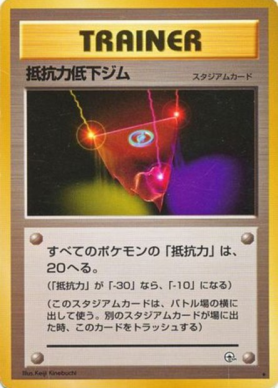 TRAINER
抵抗力低下ジム
スタジアムカード
すべてのポケモンの「抵抗力」は、
20へる。
(「抵抗力」が「-30」なら、「-10」になる)
(このスタジアムカードは、バトル場の横に
出して使う。別のスタジアムカードが場に出
た時、このカードをトラッシュする)
Illus. Keiji Kinebuchi